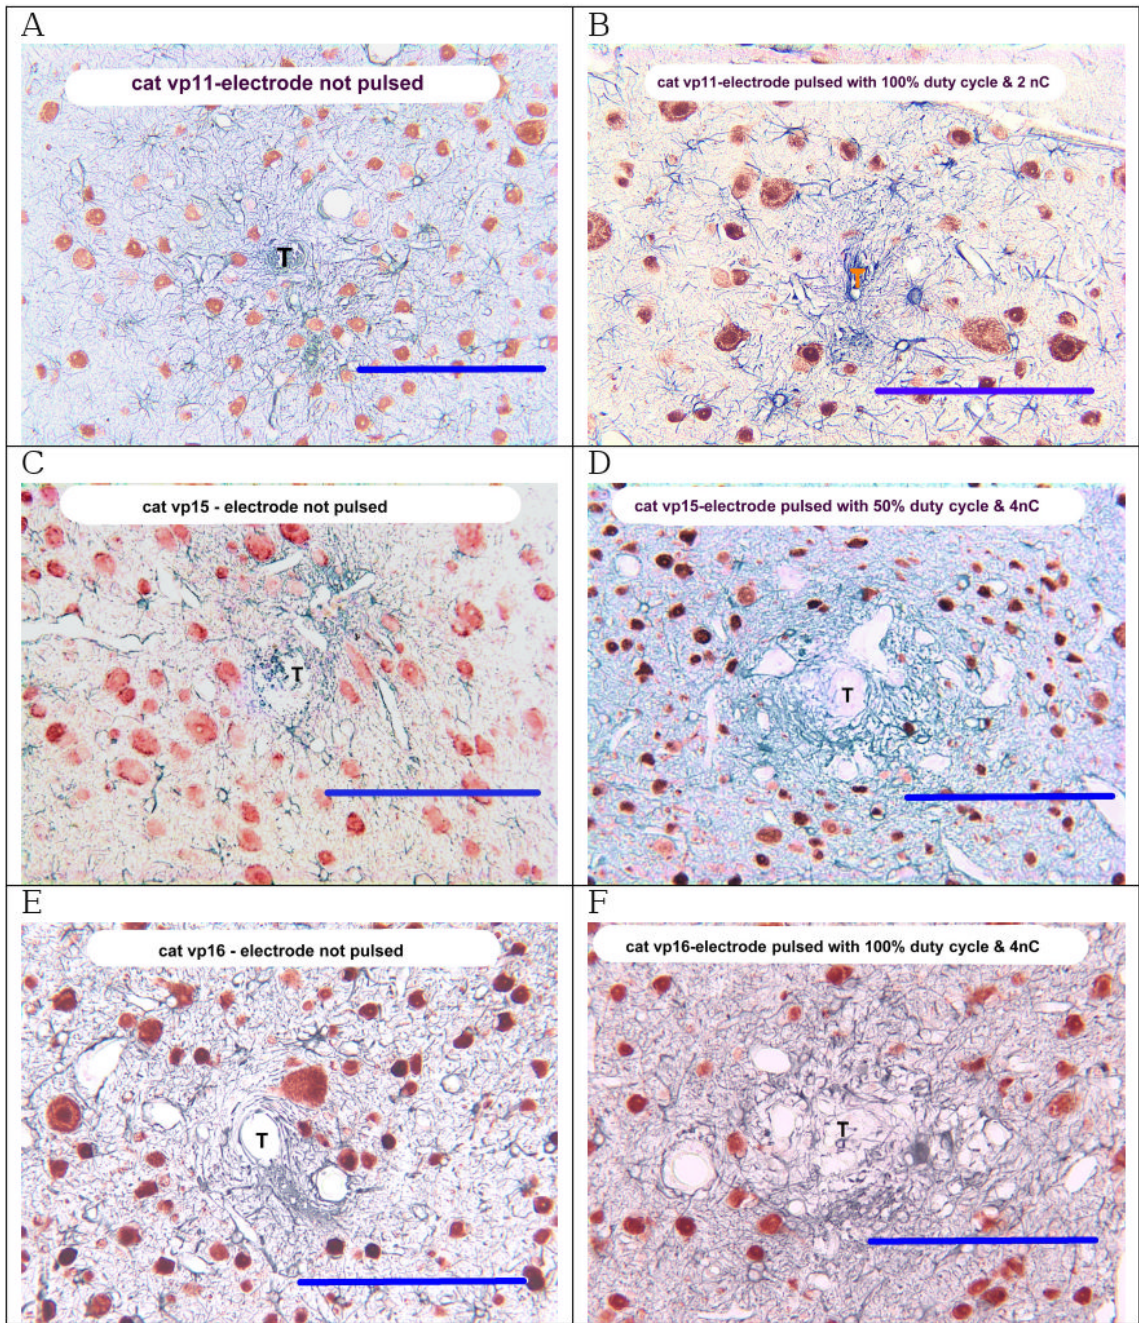 A
cat vp11-electrode not pulsed
T
B
cat vp11-electrode pulsed with 100% duty cycle & 2 nC
T
C
cat vp15 - electrode not pulsed
T
D
cat vp15-electrode pulsed with 50% duty cycle & 4nC
T
E
cat vp16 - electrode not pulsed
T
F
cat vp16-electrode pulsed with 100% duty cycle & 4nC
T